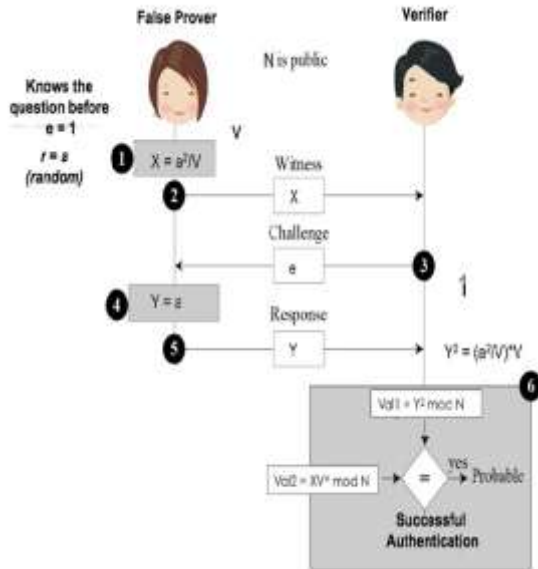 False Prover
Verifier
N is public
Knows the
question before
e = 1
r = a
(random)
V
1
X = a²/V
Witness
2
X
Challenge
3
e
1
4
Y = a
Response
5
Y
Y² = (a²/V)*V
6
Val1 = Y² mod N
Val2 = XVᵉ mod N
=
yes
Probable
Successful
Authentication